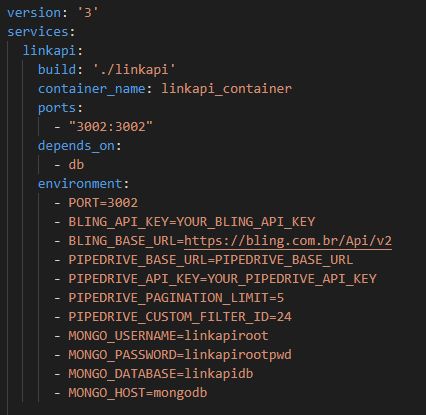 version: '3'
services:
linkapi:
build: './linkapi'
container_name: linkapi_container
ports:
- "3002:3002"
depends_on:
- db
environment:
- PORT=3002
- BLING_API_KEY=YOUR_BLING_API_KEY
- BLING_BASE_URL=https://bling.com.br/Api/v2
- PIPEDRIVE_BASE_URL=PIPEDRIVE_BASE_URL
- PIPEDRIVE_API_KEY=YOUR_PIPEDRIVE_API_KEY
- PIPEDRIVE_PAGINATION_LIMIT=5
- PIPEDRIVE_CUSTOM_FILTER_ID=24
- MONGO_USERNAME=linkapiroot
- MONGO_PASSWORD=linkapirootpwd
- MONGO_DATABASE=linkapidb
- MONGO_HOST=mongodb